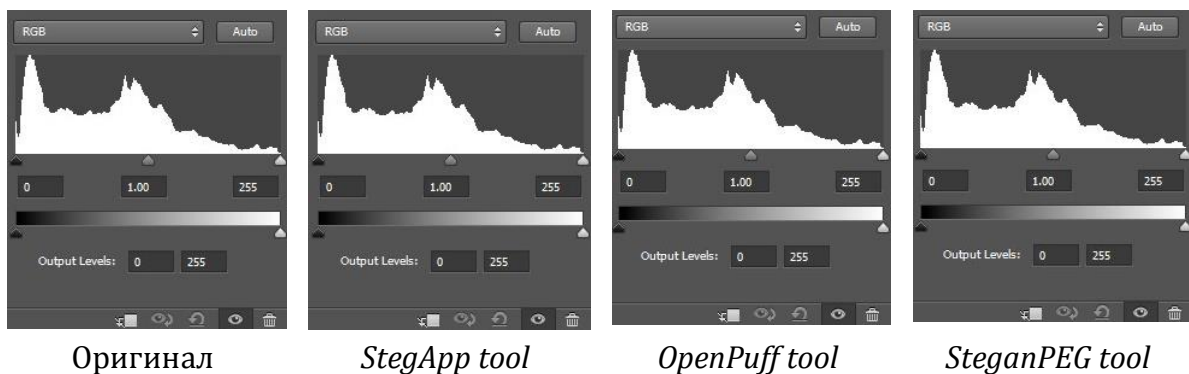 RGB Auto
0 1.00 255
Output Levels: 0 255
Оригинал
RGB Auto
0 1.00 255
Output Levels: 0 255
StegApp tool
RGB Auto
0 1.00 255
Output Levels: 0 255
OpenPuff tool
RGB Auto
0 1.00 255
Output Levels: 0 255
SteganPEG tool